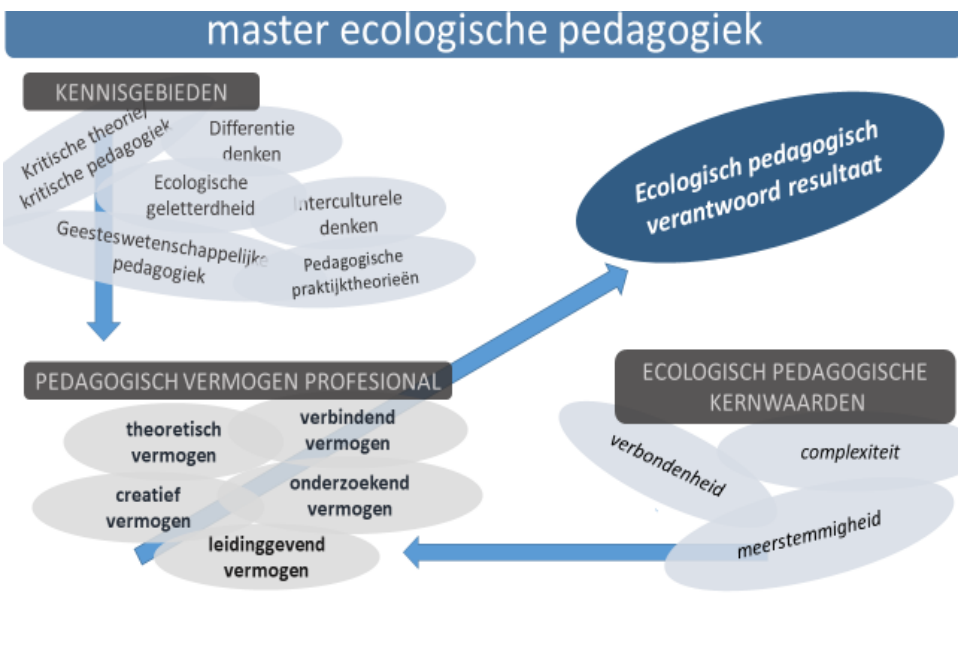 master ecologische pedagogiek
KENNISGEBIEDEN
Kritische theorie/
kritische pedagogiek
Differentie
denken
Ecologische
geletterdheid
Interculturele
denken
Geesteswetenschappelijke
pedagogiek
Pedagogische
praktijktheorieën
Ecologisch pedagogisch
verantwoord resultaat
PEDAGOGISCH VERMOGEN PROFESIONAL
theoretisch
vermogen
verbindend
vermogen
creatief
vermogen
onderzoekend
vermogen
leidinggevend
vermogen
ECOLOGISCH PEDAGOGISCHE
KERNWAARDEN
verbondenheid
complexiteit
meerstemmigheid